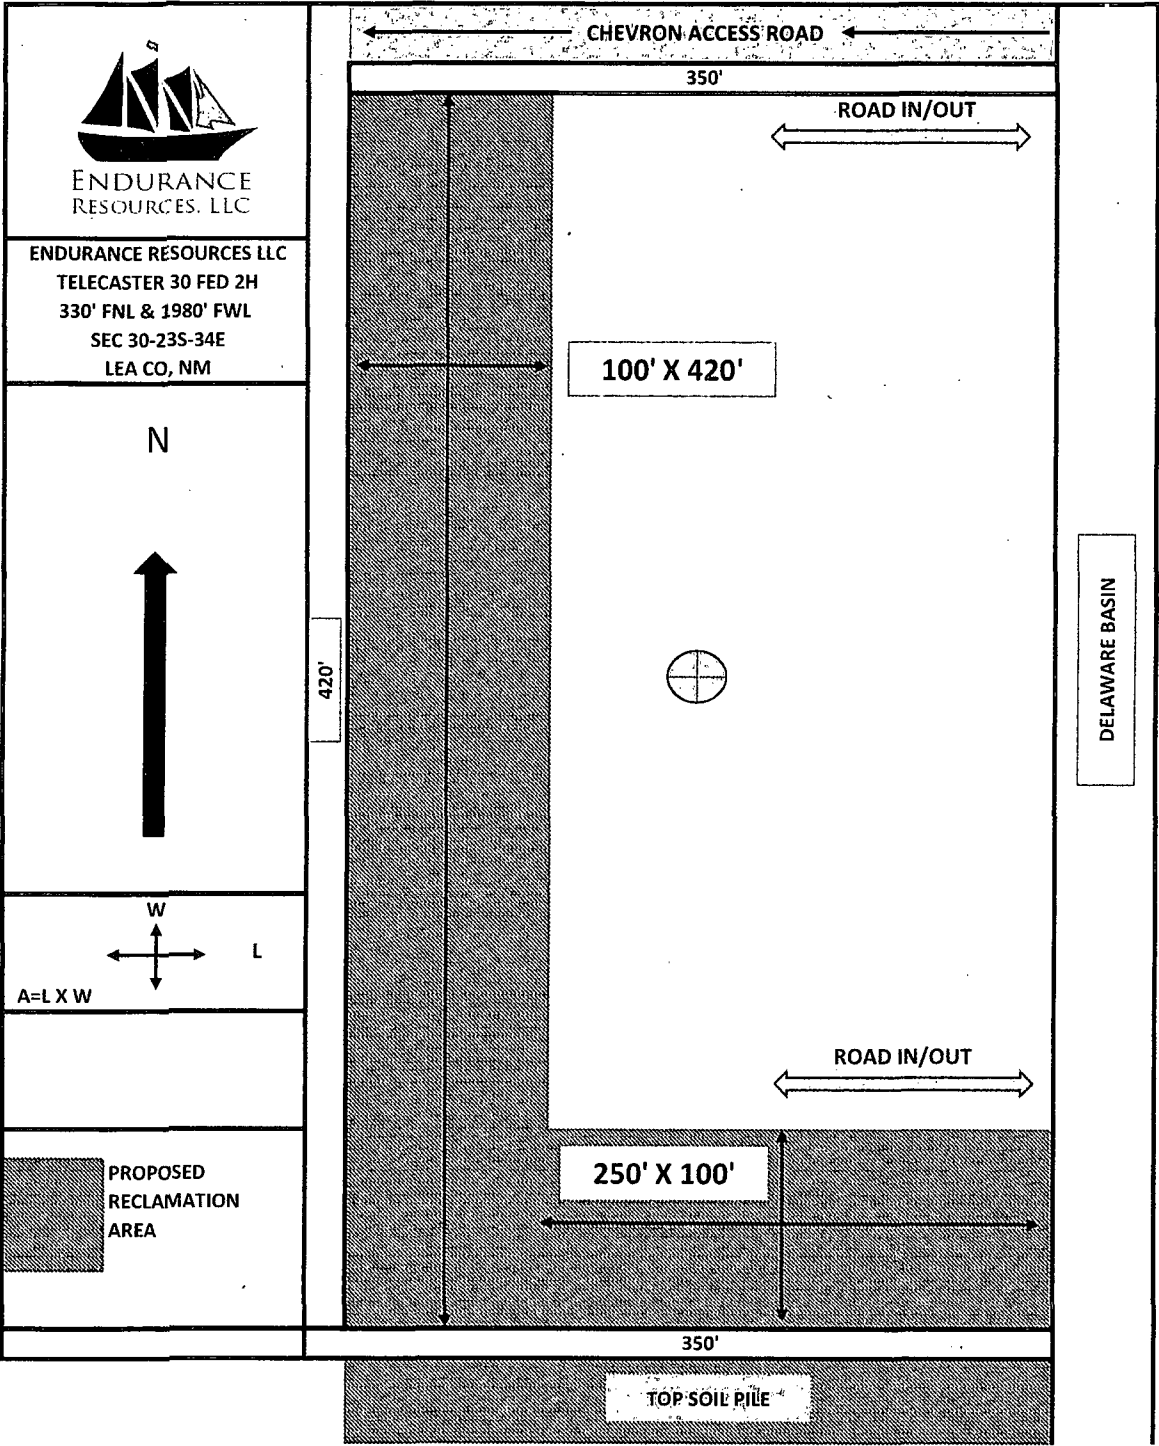 CHEVRON ACCESS ROAD
350'
ROAD IN/OUT
ENDURANCE
RESOURCES, LLC
ENDURANCE RESOURCES LLC
TELECASTER 30 FED 2H
330' FNL & 1980' FWL
SEC 30-23S-34E
LEA CO, NM
100' X 420'
N
420'
DELAWARE BASIN
W
L
A=L X W
ROAD IN/OUT
250' X 100'
PROPOSED
RECLAMATION
AREA
350'
TOP SOIL PILE